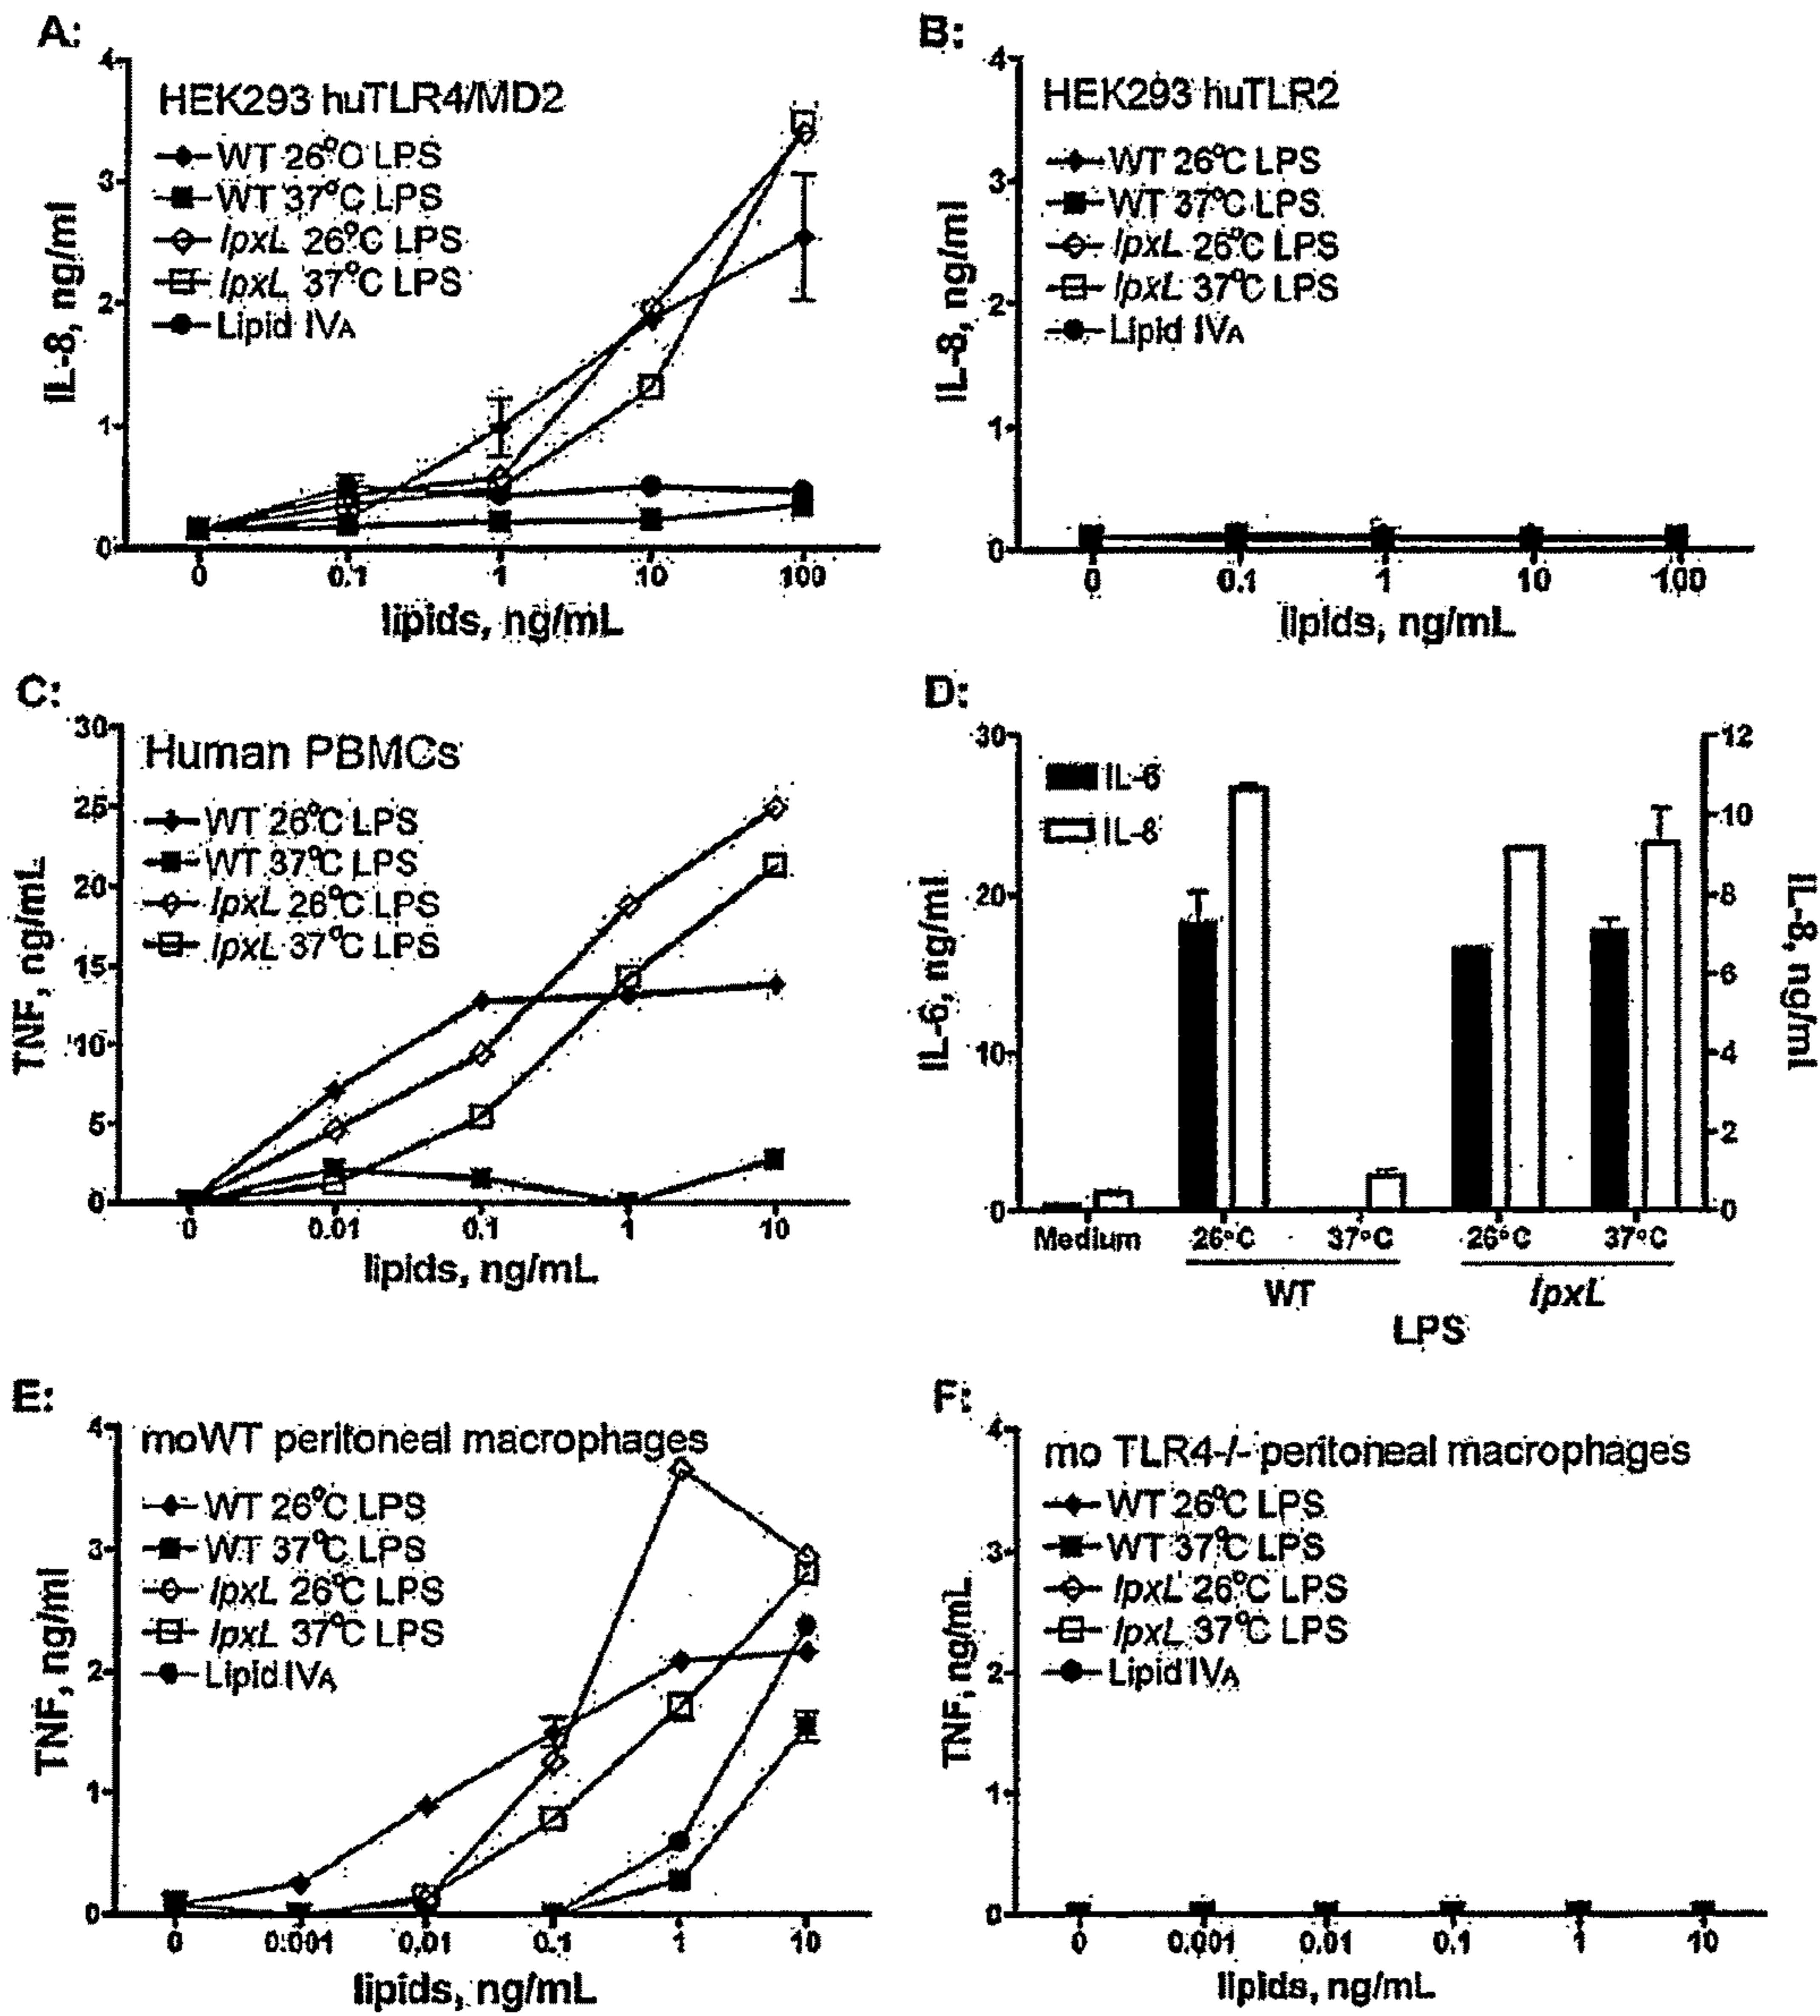 A:
HEK293 huTLR4/MD2
WT 26°C LPS
WT 37°C LPS
lpxL 26°C LPS
lpxL 37°C LPS
Lipid IVA
IL-8, ng/ml
4
3
2
1
0
0 0.1 1 10 100
lipids, ng/mL
B:
HEK293 huTLR2
WT 26°C LPS
WT 37°C LPS
lpxL 26°C LPS
lpxL 37°C LPS
Lipid IVA
IL-8, ng/ml
4
3
2
1
0
0 0.1 1 10 100
lipids, ng/mL
C:
Human PBMCs
WT 26°C LPS
WT 37°C LPS
lpxL 26°C LPS
lpxL 37°C LPS
TNF, ng/mL
30
25
20
15
10
5
0
0 0.01 0.1 1 10
lipids, ng/mL
D:
IL-6
IL-8
IL-6, ng/ml
30
20
10
0
IL-8, ng/ml
12
10
8
6
4
2
0
Medium 26°C 37°C 26°C 37°C
WT lpxL
LPS
E:
moWT peritoneal macrophages
WT 26°C LPS
WT 37°C LPS
lpxL 26°C LPS
lpxL 37°C LPS
Lipid IVA
TNF, ng/ml
4
3
2
1
0
0 0.001 0.01 0.1 1 10
lipids, ng/mL
F:
mo TLR4-/- peritoneal macrophages
WT 26°C LPS
WT 37°C LPS
lpxL 26°C LPS
lpxL 37°C LPS
Lipid IVA
TNF, ng/mL
4
3
2
1
0
0 0.001 0.01 0.1 1 10
lipids, ng/mL